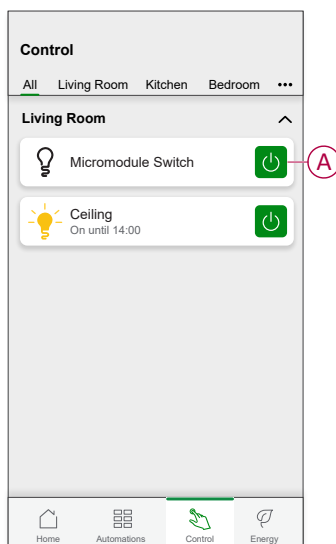 Control
All Living Room Kitchen Bedroom •••
Living Room
Micromodule Switch
A
Ceiling
On until 14:00
Home Automations Control Energy